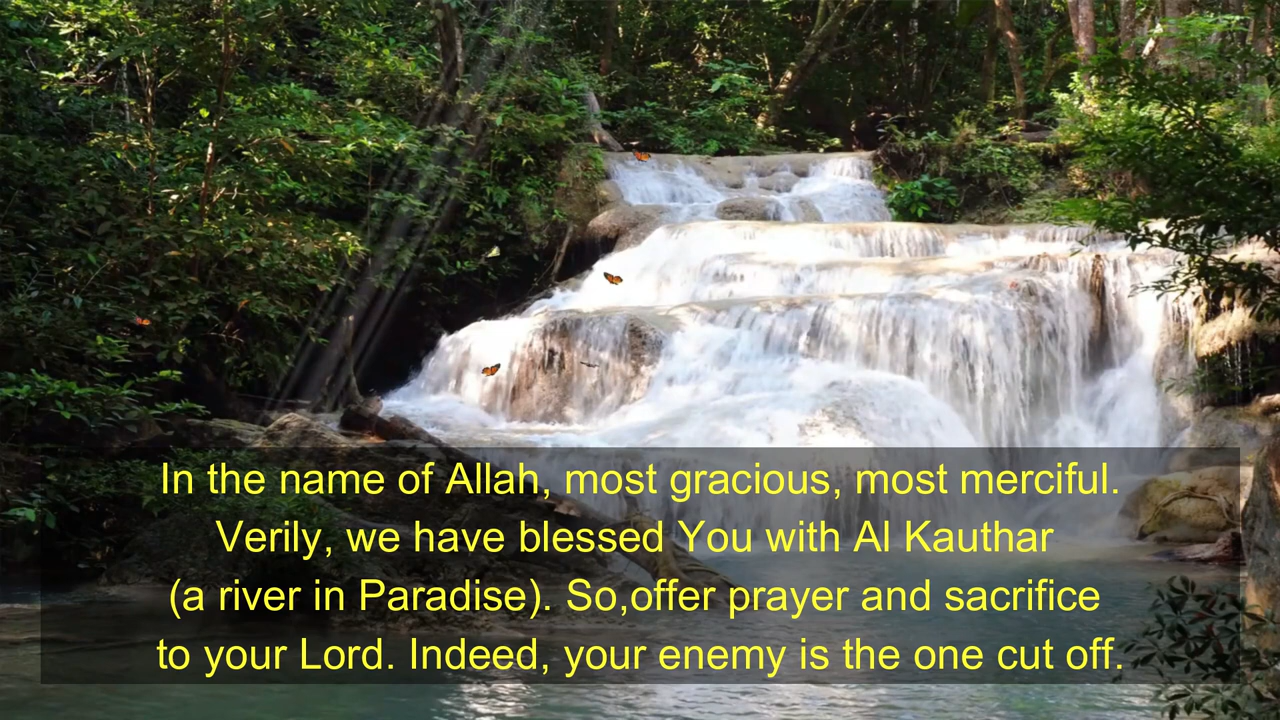 In the name of Allah, most gracious, most merciful.
Verily, we have blessed You with Al Kauthar
(a river in Paradise). So,offer prayer and sacrifice
to your Lord. Indeed, your enemy is the one cut off.